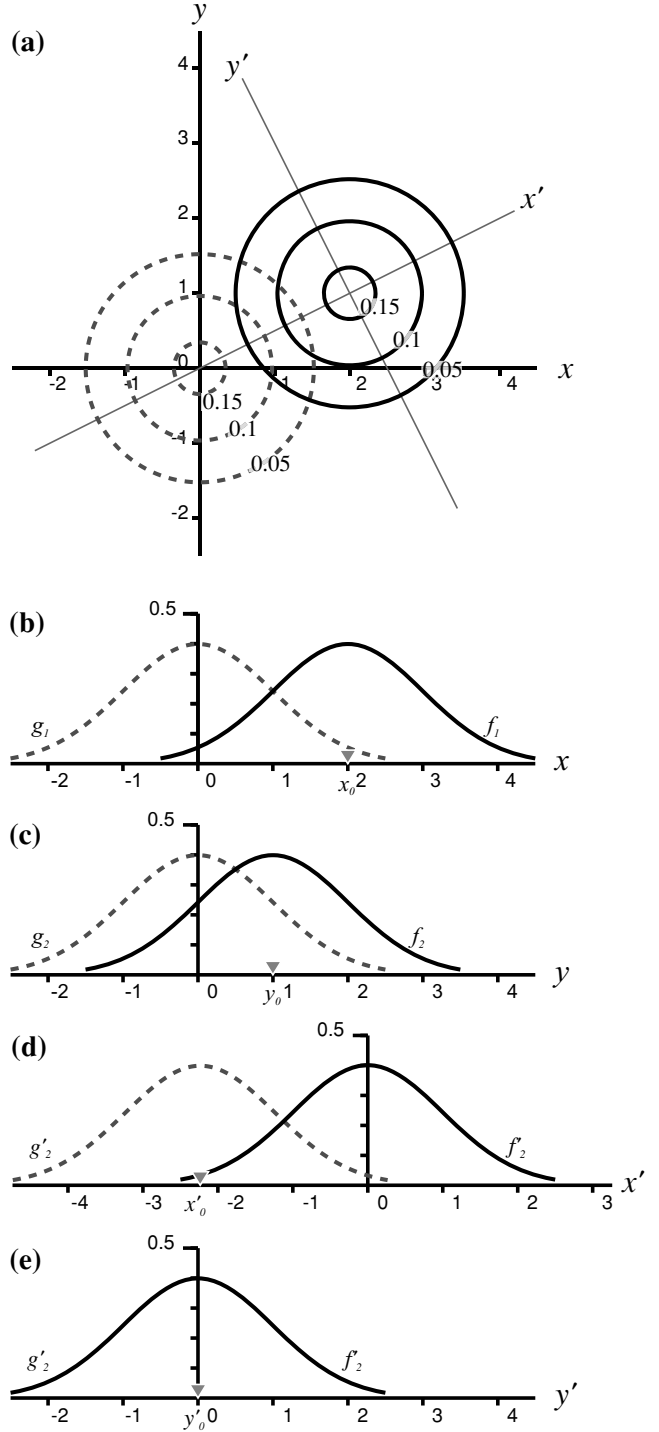 y
(a)
4
y′
3
x′
2
1
0.15
0.1
0
0.05
-2 -1 1 2 3 4 x
0.15
-1 0.1
0.05
-2
(b) 0.5
g1 f1
-2 -1 0 1 x0 2 3 4 x
(c) 0.5
g2 f2
-2 -1 0 y0 1 2 3 4 y
(d) 0.5
g′2 f′2
-4 -3 x′0 -2 -1 0 1 2 3 x′
(e) 0.5
g′2 f′2
-2 -1 y′0 0 1 2 3 4 y′